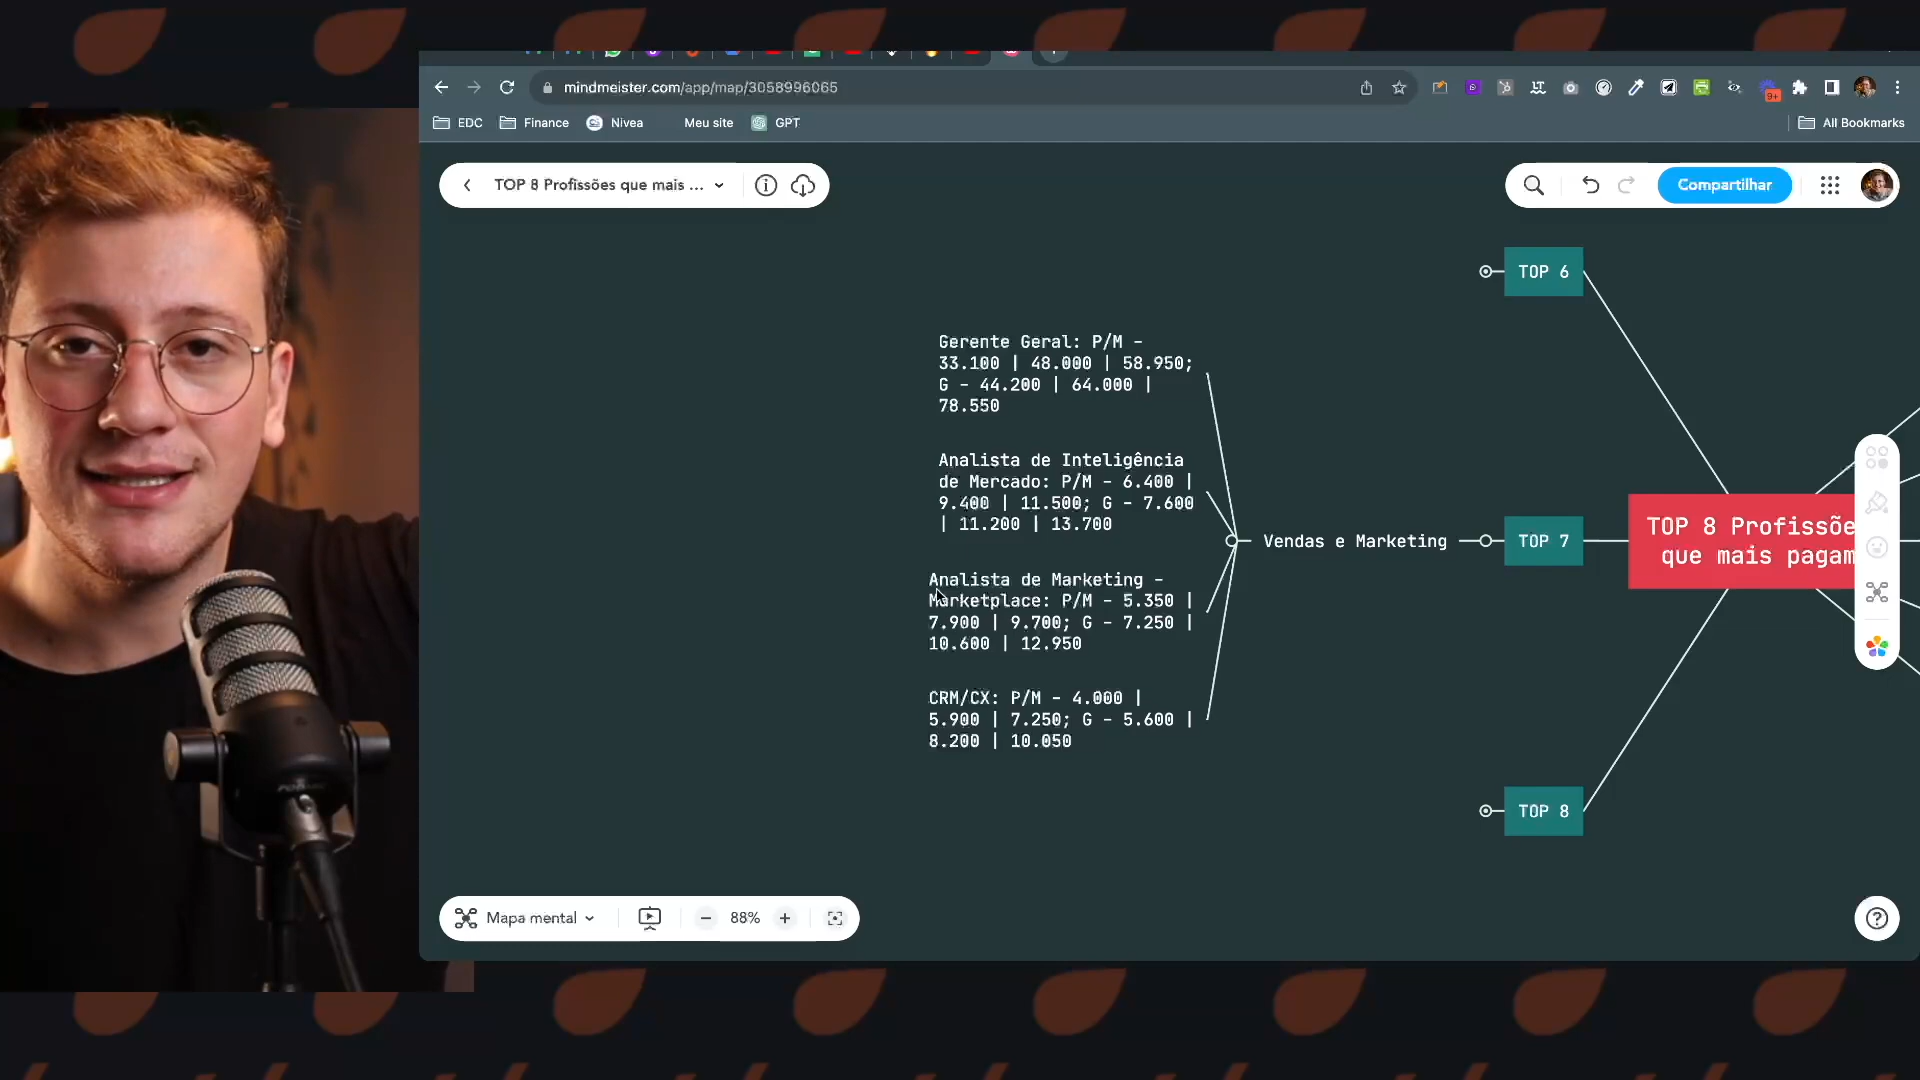 mindmeister.com/app/map/3058996065
9+
EDC
Finance
Nivea
Meu site
GPT
All Bookmarks
TOP 8 Profissões que mais ...
Compartilhar
TOP 6
Gerente Geral: P/M -
33.100 | 48.000 | 58.950;
G - 44.200 | 64.000 |
78.550
Analista de Inteligência
de Mercado: P/M - 6.400 |
9.400 | 11.500; G - 7.600
| 11.200 | 13.700
Analista de Marketing -
Marketplace: P/M - 5.350 |
7.900 | 9.700; G - 7.250 |
10.600 | 12.950
CRM/CX: P/M - 4.000 |
5.900 | 7.250; G - 5.600 |
8.200 | 10.050
Vendas e Marketing
TOP 7
TOP 8 Profissõe
que mais pagam
TOP 8
Mapa mental
88%